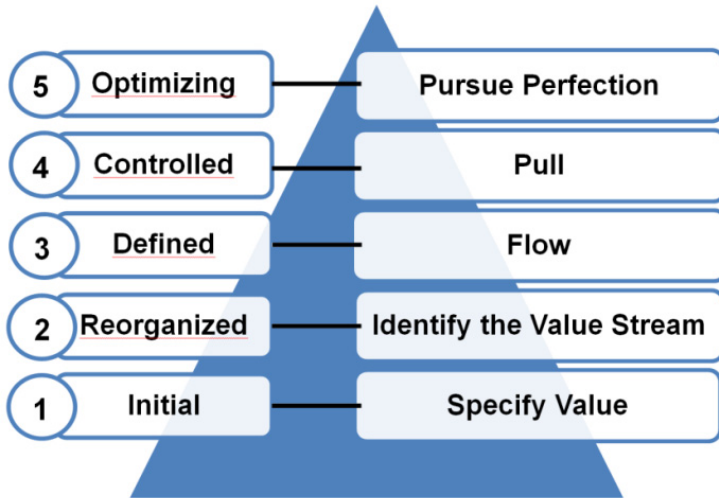 5 Optimizing Pursue Perfection
4 Controlled Pull
3 Defined Flow
2 Reorganized Identify the Value Stream
1 Initial Specify Value